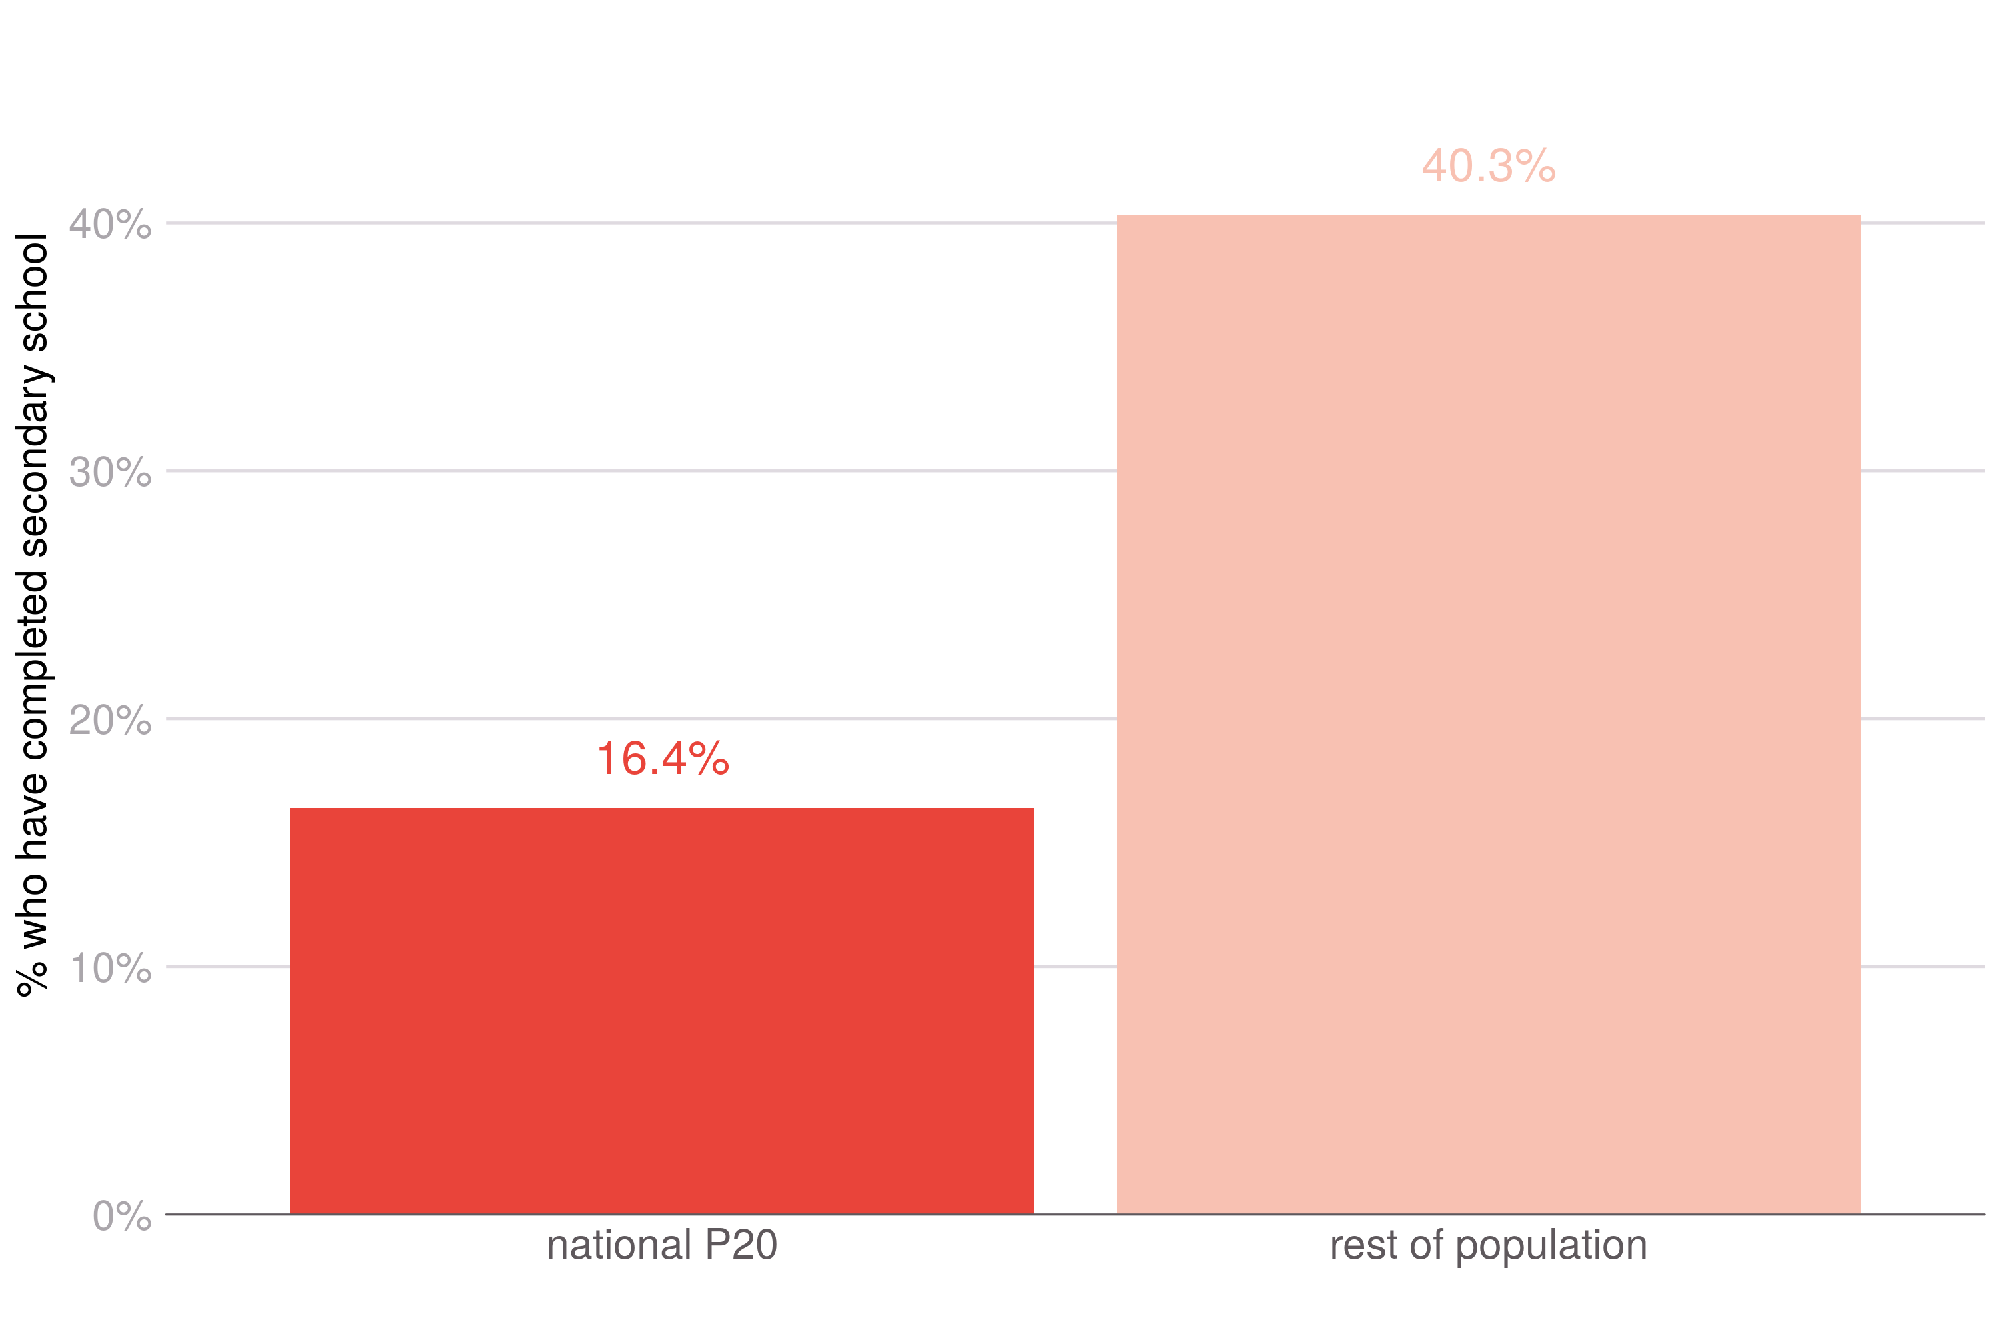 % who have completed secondary school
40%
30%
20%
10%
0%
16.4%
40.3%
national P20
rest of population